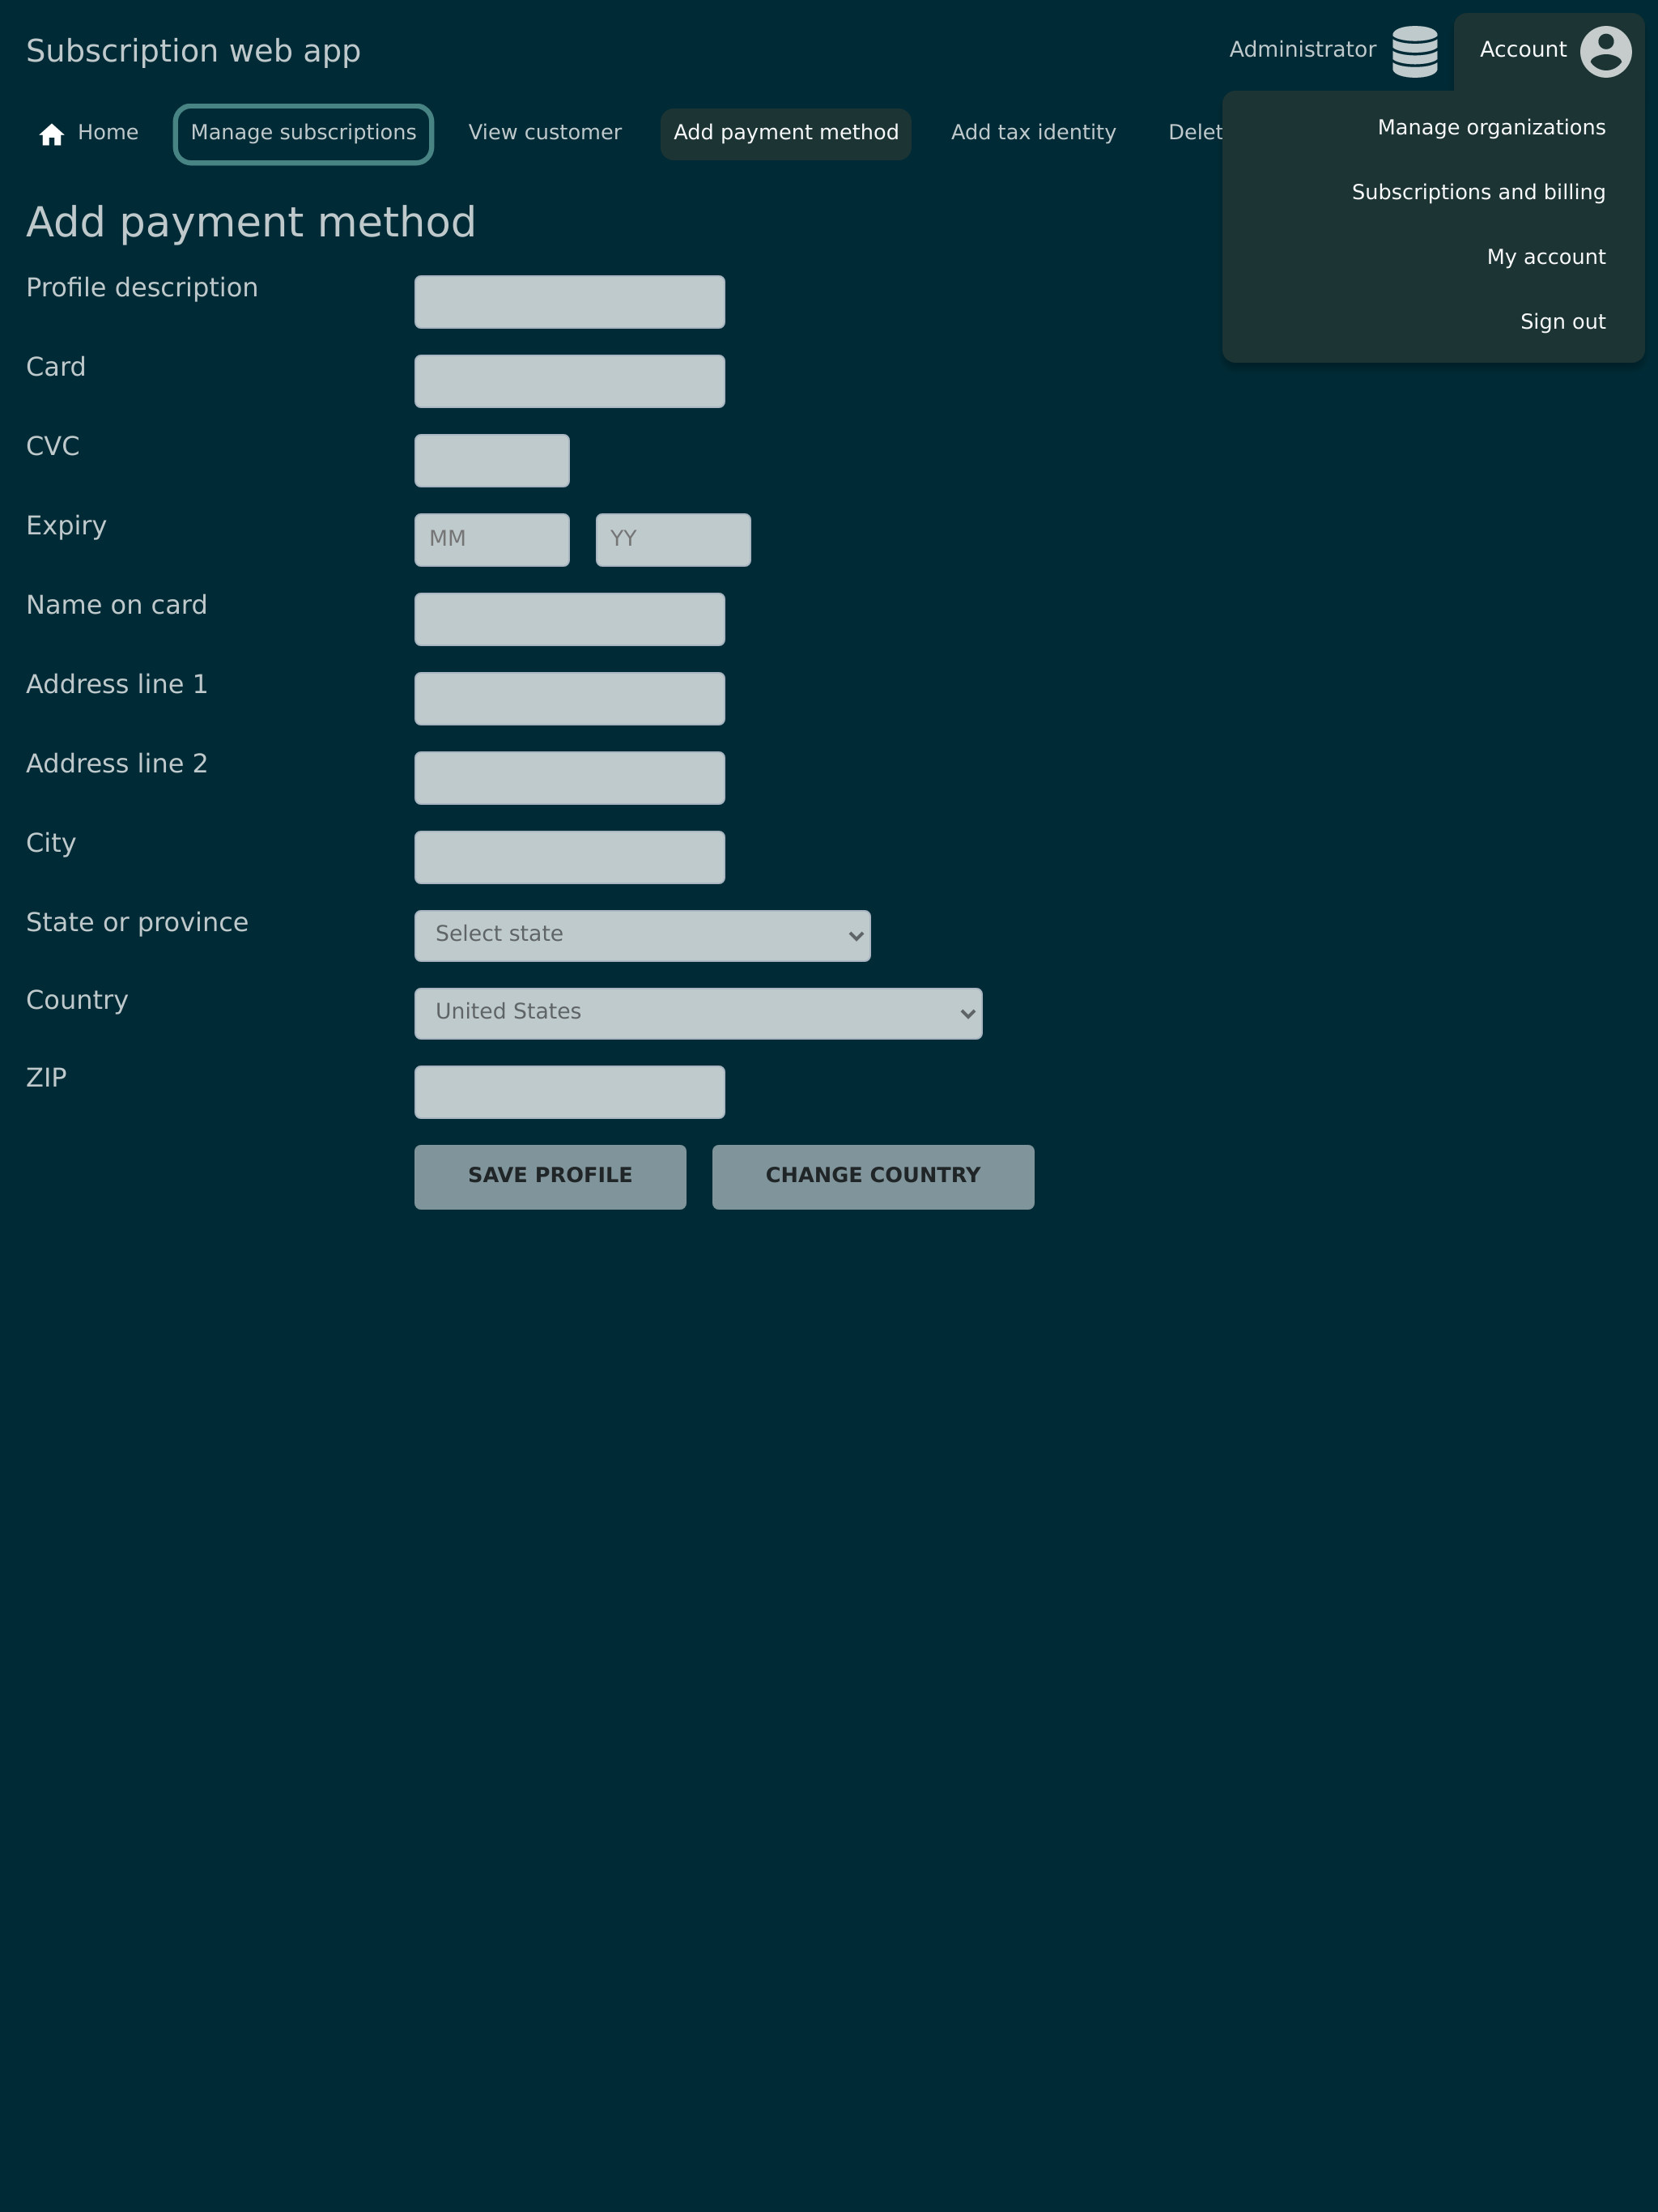 Subscription web app
Administrator
Account
Home
Manage subscriptions
View customer
Add payment method
Add tax identity
Manage organizations
Subscriptions and billing
My account
Sign out
Add payment method
Profile description
Card
CVC
Expiry
MM
YY
Name on card
Address line 1
Address line 2
City
State or province
Select state
Country
United States
ZIP
SAVE PROFILE
CHANGE COUNTRY